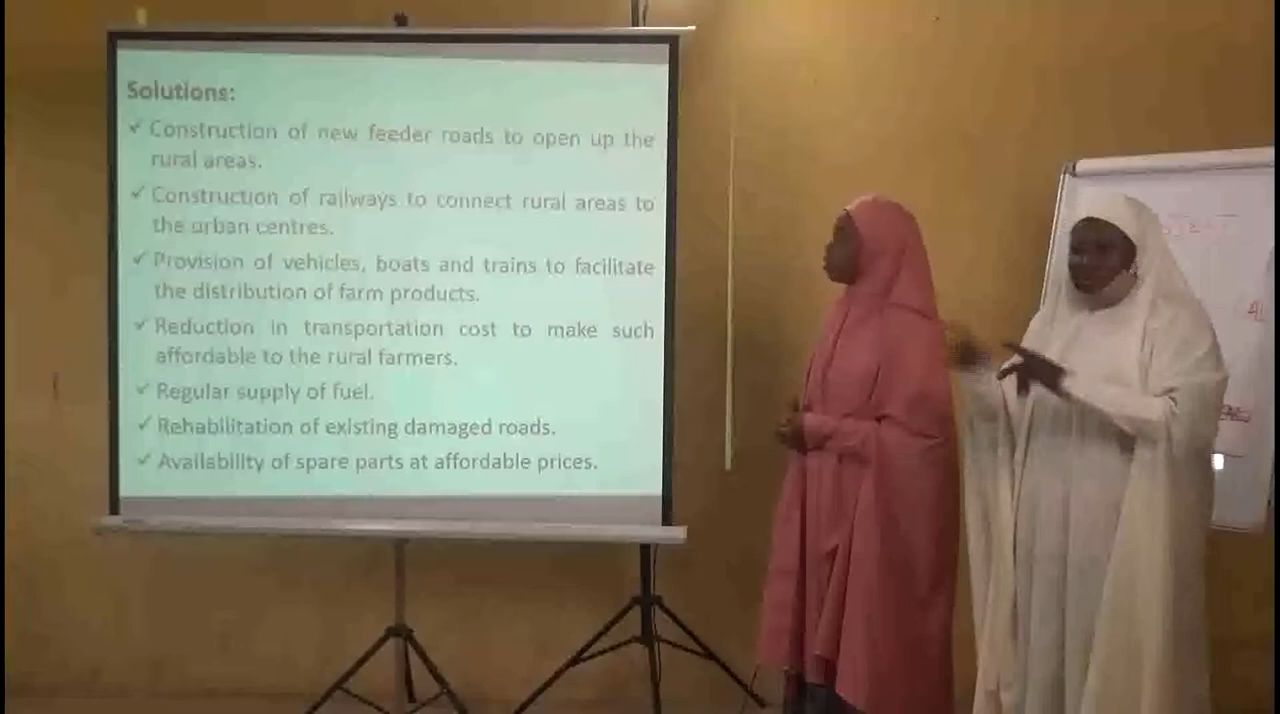 Solutions:
✓ Construction of new feeder roads to open up the
rural areas.
✓ Construction of railways to connect rural areas to
the urban centres.
✓ Provision of vehicles, boats and trains to facilitate
the distribution of farm products.
✓ Reduction in transportation cost to make such
affordable to the rural farmers.
✓ Regular supply of fuel.
✓ Rehabilitation of existing damaged roads.
✓ Availability of spare parts at affordable prices.